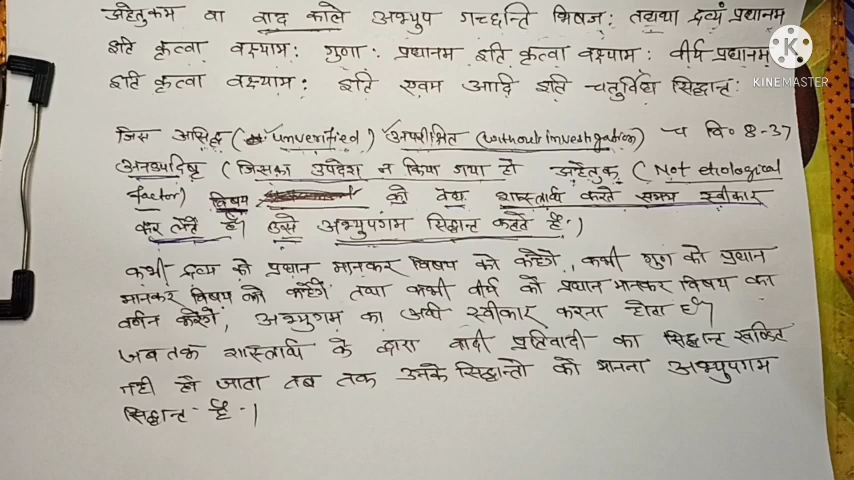 अहेतुकम वा वाद काले अभ्युप गच्छन्ति भिषज: तद्यथा द्रव्यं प्रधानम
इति कृत्वा वक्ष्याम: गुणा: प्रधानम इति कृत्वा वक्ष्याम: वीर्य प्रधानम
इति कृत्वा वक्ष्याम: इति एवम आदि इति चतुर्विध सिद्धान्त:
जिस असिद्ध (unverified) अपरीक्षित (without investigation) च वि० 8-37
अनुपदिष्ट (जिसका उपदेश न किया गया हो अहेतुक (Not etiological
factor) विषय को वैद्य शास्त्रार्थ करते समय स्वीकार
कर लेते है। उसे अभ्युपगम सिद्धान्त कहते है।)
कभी द्रव्य को प्रधान मानकर विषय को कहेंगे, कभी गुण को प्रधान
मानकर विषय को कहेंगे तथा कभी वीर्य को प्रधान मानकर विषय का
वर्णन करेंगे, अभ्युगम का अर्थ स्वीकार करना होता है।
जब तक शास्त्रार्थ के द्वारा वादी प्रतिवादी का सिद्धान्त खण्डित
नही हो जाता तब तक उनके सिद्धान्तो को मानना अभ्युपगम
सिद्धान्त है।
KINEMASTER